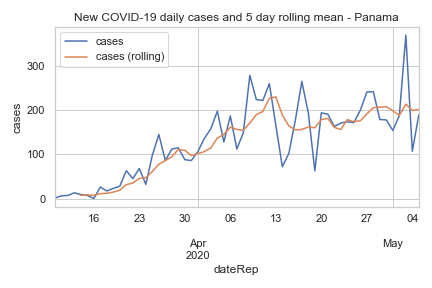 New COVID-19 daily cases and 5 day rolling mean - Panama
cases
cases (rolling)
cases
300
200
100
0
16 23 30 06 13 20 27 04
Apr May
2020
dateRep